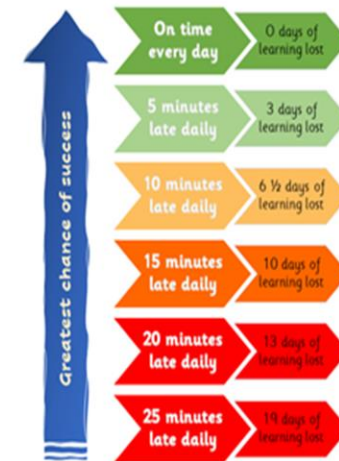 Greatest chance of success
On time
every day
0 days of
learning lost
5 minutes
late daily
3 days of
learning lost
10 minutes
late daily
6 ½ days of
learning lost
15 minutes
late daily
10 days of
learning lost
20 minutes
late daily
13 days of
learning lost
25 minutes
late daily
19 days of
learning lost